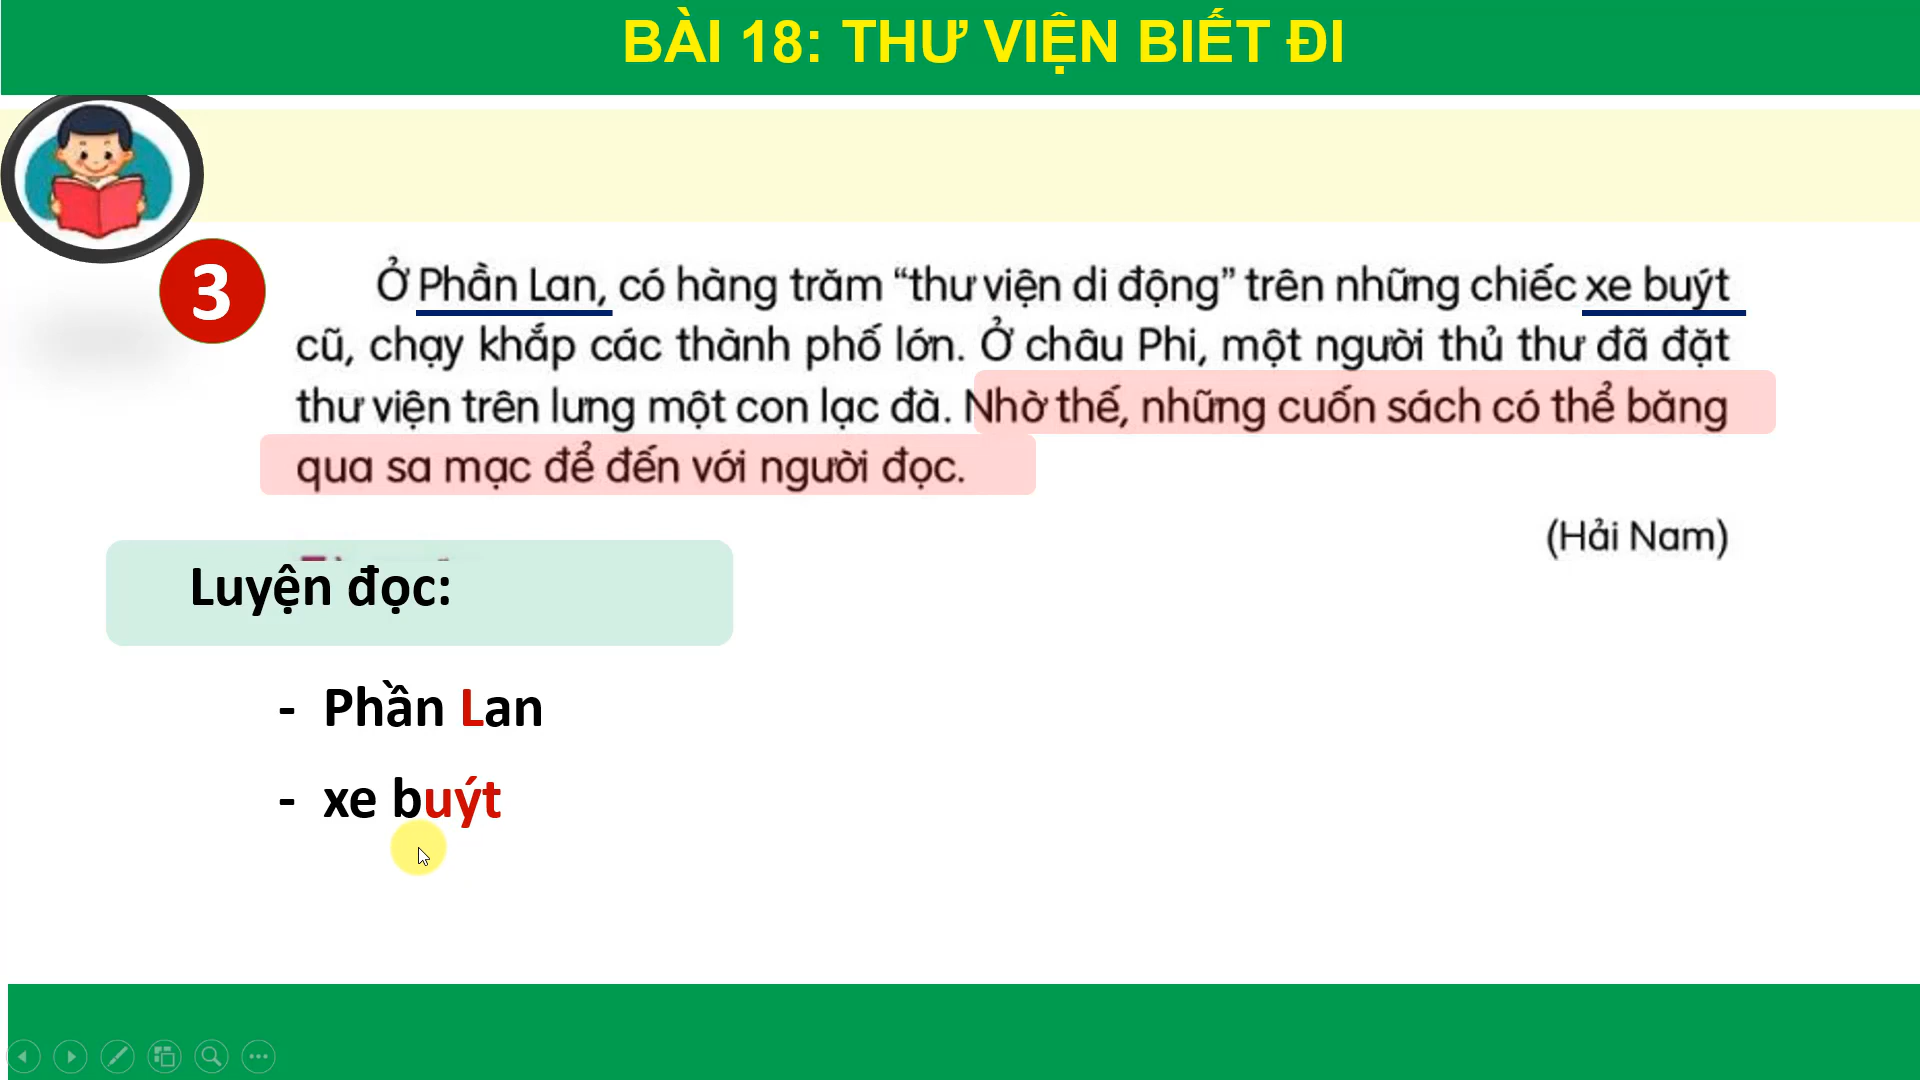 BÀI 18: THƯ VIỆN BIẾT ĐI
3
Ở Phần Lan, có hàng trăm “thư viện di động” trên những chiếc xe buýt
cũ, chạy khắp các thành phố lớn. Ở châu Phi, một người thủ thư đã đặt
thư viện trên lưng một con lạc đà. Nhờ thế, những cuốn sách có thể băng
qua sa mạc để đến với người đọc.
(Hải Nam)
Luyện đọc:
- Phần Lan
- xe buýt